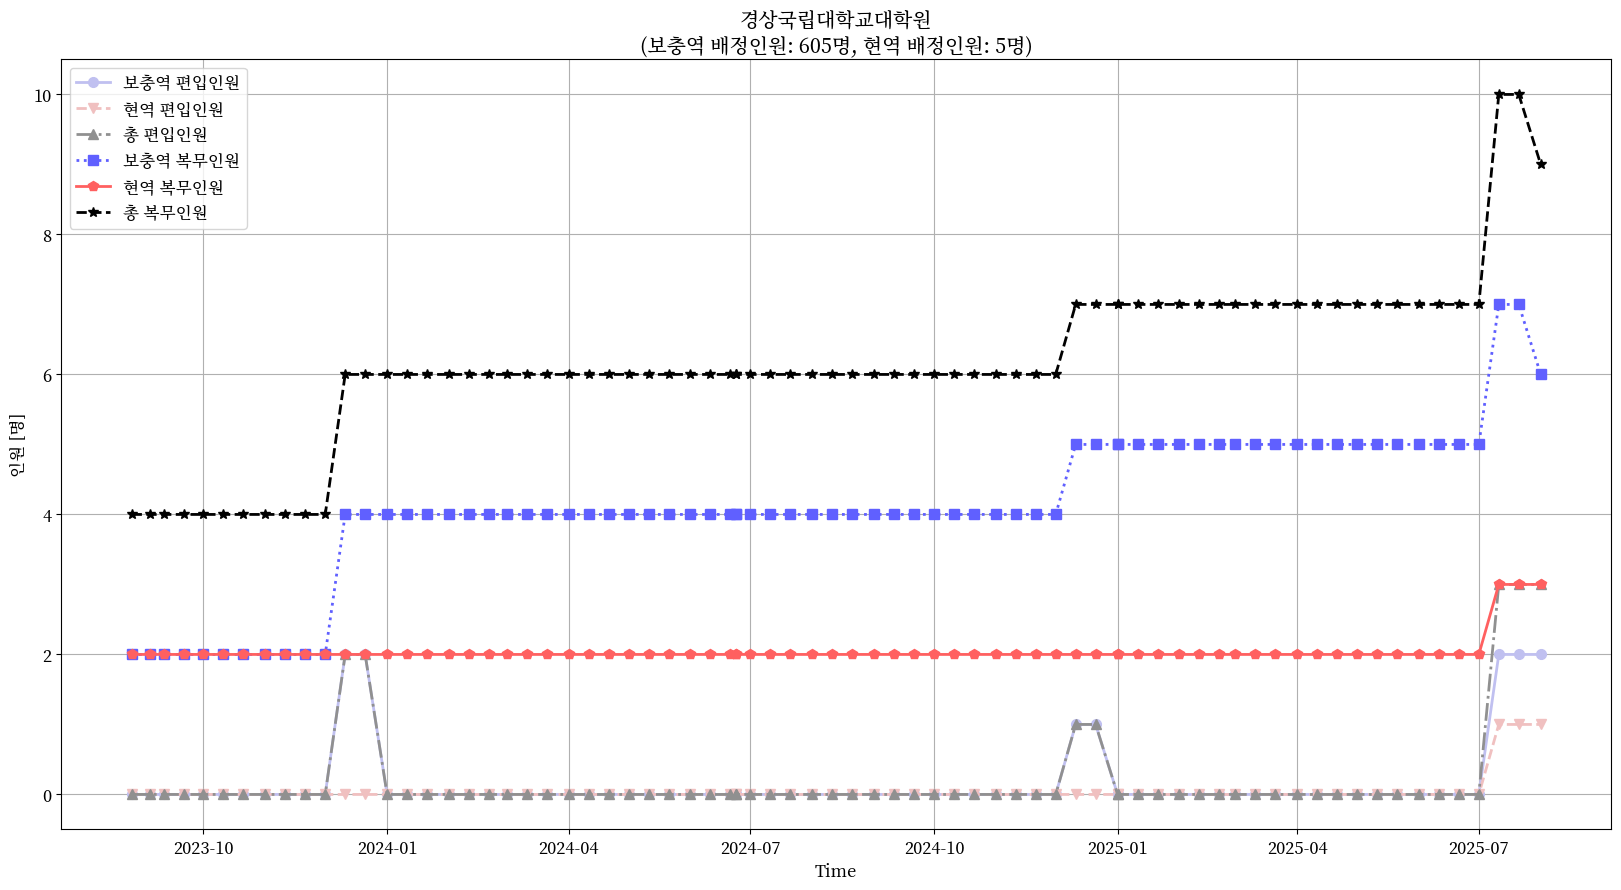 경상국립대학교대학원
(보충역 배정인원: 605명, 현역 배정인원: 5명)
보충역 편입인원
현역 편입인원
총 편입인원
보충역 복무인원
현역 복무인원
총 복무인원
인원 [명]
10
8
6
4
2
0
2023-10
2024-01
2024-04
2024-07
2024-10
2025-01
2025-04
2025-07
Time